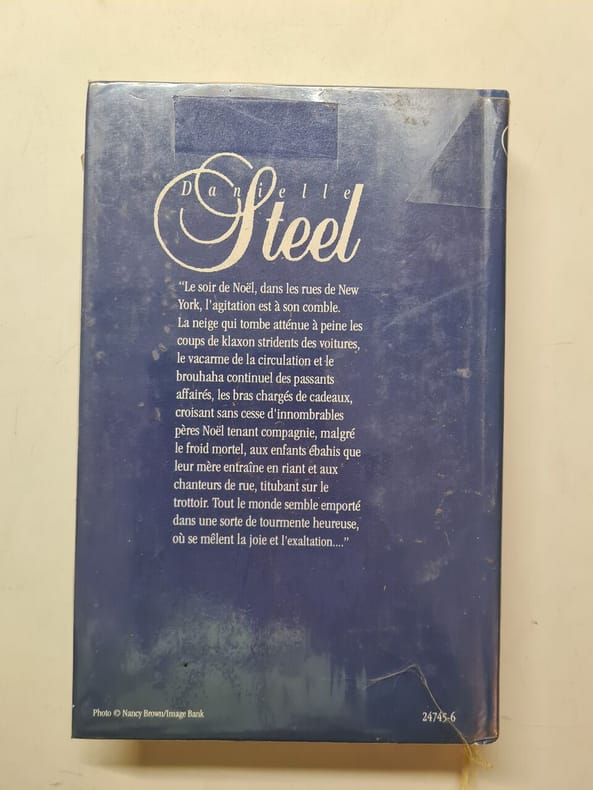 Danielle
Steel
“Le soir de Noël, dans les rues de New
York, l'agitation est à son comble.
La neige qui tombe atténue à peine les
coups de klaxon stridents des voitures,
le vacarme de la circulation et le
brouhaha continuel des passants
affairés, les bras chargés de cadeaux,
croisant sans cesse d'innombrables
pères Noël tenant compagnie, malgré
le froid mortel, aux enfants ébahis que
leur mère entraîne en riant et aux
chanteurs de rue, titubant sur le
trottoir. Tout le monde semble emporté
dans une sorte de tourmente heureuse,
où se mêlent la joie et l'exaltation....”
Photo © Nancy Brown/Image Bank
24745-6